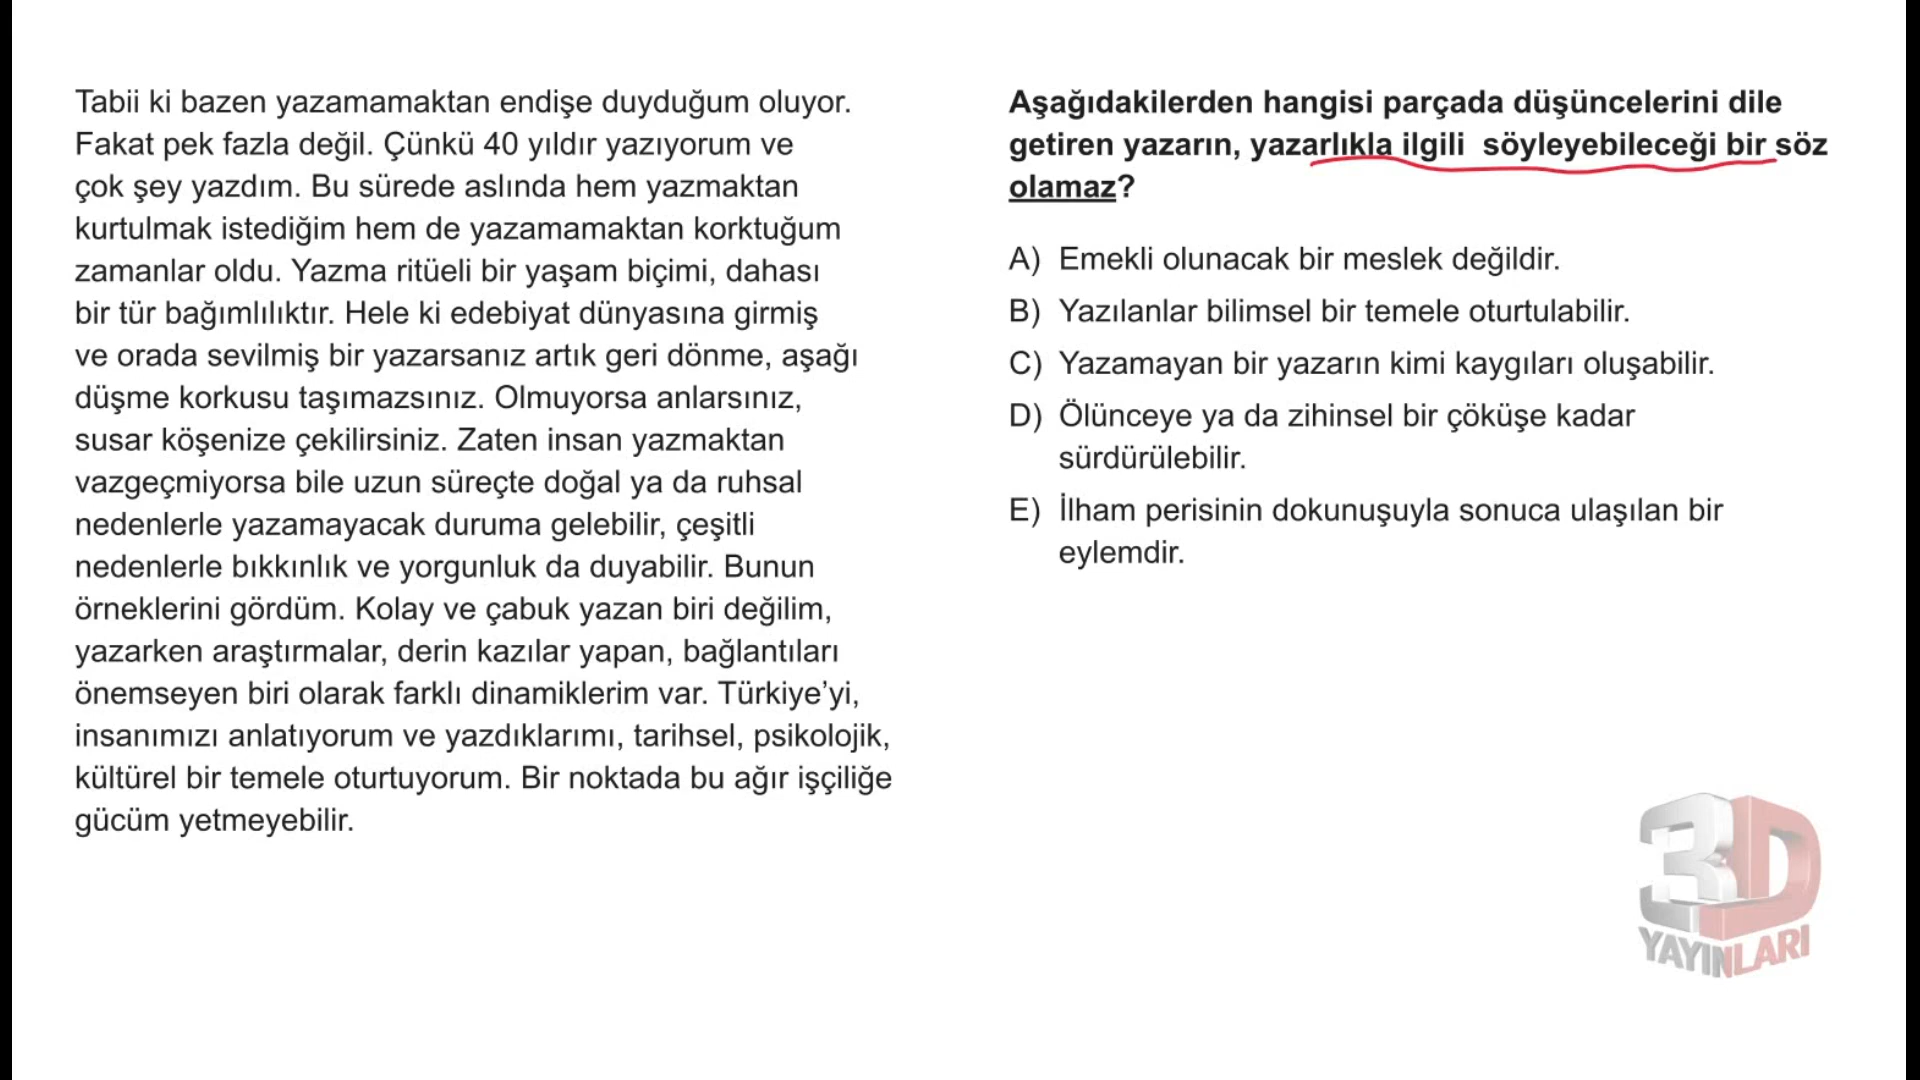 Tabii ki bazen yazamamaktan endişe duyduğum oluyor.
Fakat pek fazla değil. Çünkü 40 yıldır yazıyorum ve
çok şey yazdım. Bu sürede aslında hem yazmaktan
kurtulmak istediğim hem de yazamamaktan korktuğum
zamanlar oldu. Yazma ritüeli bir yaşam biçimi, dahası
bir tür bağımlılıktır. Hele ki edebiyat dünyasına girmiş
ve orada sevilmiş bir yazarsanız artık geri dönme, aşağı
düşme korkusu taşımazsınız. Olmuyorsa anlarsınız,
susar köşenize çekilirsiniz. Zaten insan yazmaktan
vazgeçmiyorsa bile uzun süreçte doğal ya da ruhsal
nedenlerle yazamayacak duruma gelebilir, çeşitli
nedenlerle bıkkınlık ve yorgunluk da duyabilir. Bunun
örneklerini gördüm. Kolay ve çabuk yazan biri değilim,
yazarken araştırmalar, derin kazılar yapan, bağlantıları
önemseyen biri olarak farklı dinamiklerim var. Türkiye’yi,
insanımızı anlatıyorum ve yazdıklarımı, tarihsel, psikolojik,
kültürel bir temele oturtuyorum. Bir noktada bu ağır işçiliğe
gücüm yetmeyebilir.
Aşağıdakilerden hangisi parçada düşüncelerini dile
getiren yazarın, yazarlıkla ilgili söyleyebileceği bir söz
olamaz?
A) Emekli olunacak bir meslek değildir.
B) Yazılanlar bilimsel bir temele oturtulabilir.
C) Yazamayan bir yazarın kimi kaygıları oluşabilir.
D) Ölünceye ya da zihinsel bir çöküşe kadar
sürdürülebilir.
E) İlham perisinin dokunuşuyla sonuca ulaşılan bir
eylemdir.
3D
YAYINLARI